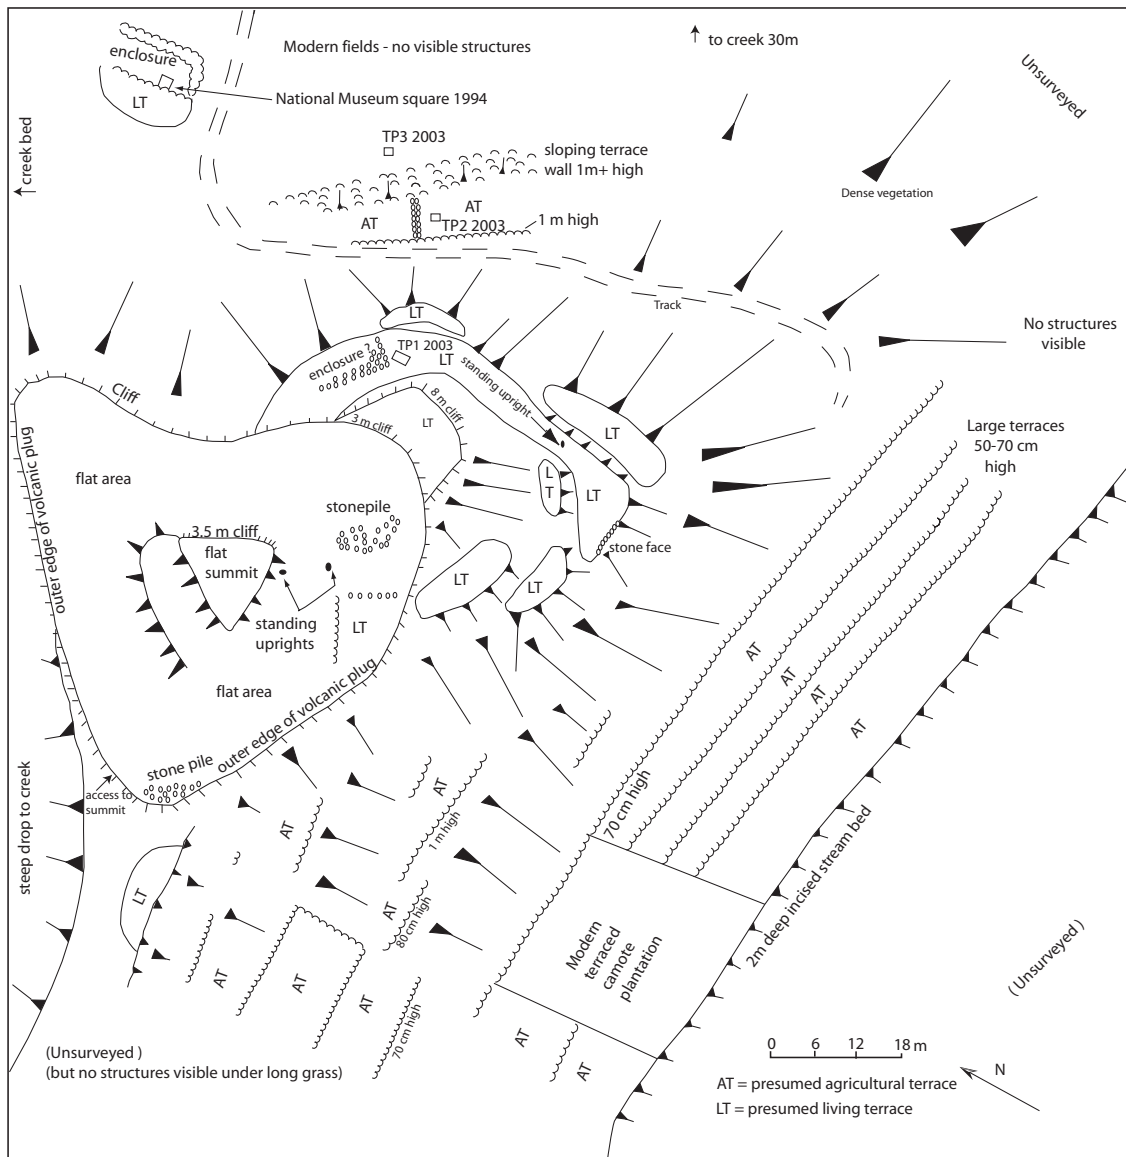 Modern fields - no visible structures
to creek 30m
Unsurveyed
enclosure
LT
National Museum square 1994
creek bed
TP3 2003
sloping terrace
wall 1m+ high
Dense vegetation
AT
AT
TP2 2003
1 m high
Track
No structures
visible
LT
TP1 2003
LT
enclosure ?
standing upright
Cliff
8 m cliff
3 m cliff
LT
LT
Large terraces
50-70 cm
high
outer edge of volcanic plug
flat area
L
T
LT
stonepile
3.5 m cliff
flat
summit
stone face
LT
LT
standing
uprights
LT
AT
AT
AT
AT
flat area
outer edge of volcanic plug
stone pile
access to
summit
steep drop to creek
AT
1 m high
AT
70 cm high
2m deep incised stream bed
LT
AT
80 cm high
AT
AT
AT
70 cm high
Modern
terraced
camote
plantation
( Unsurveyed )
AT
AT
(Unsurveyed )
(but no structures visible under long grass)
0 6 12 18 m
N
AT = presumed agricultural terrace
LT = presumed living terrace